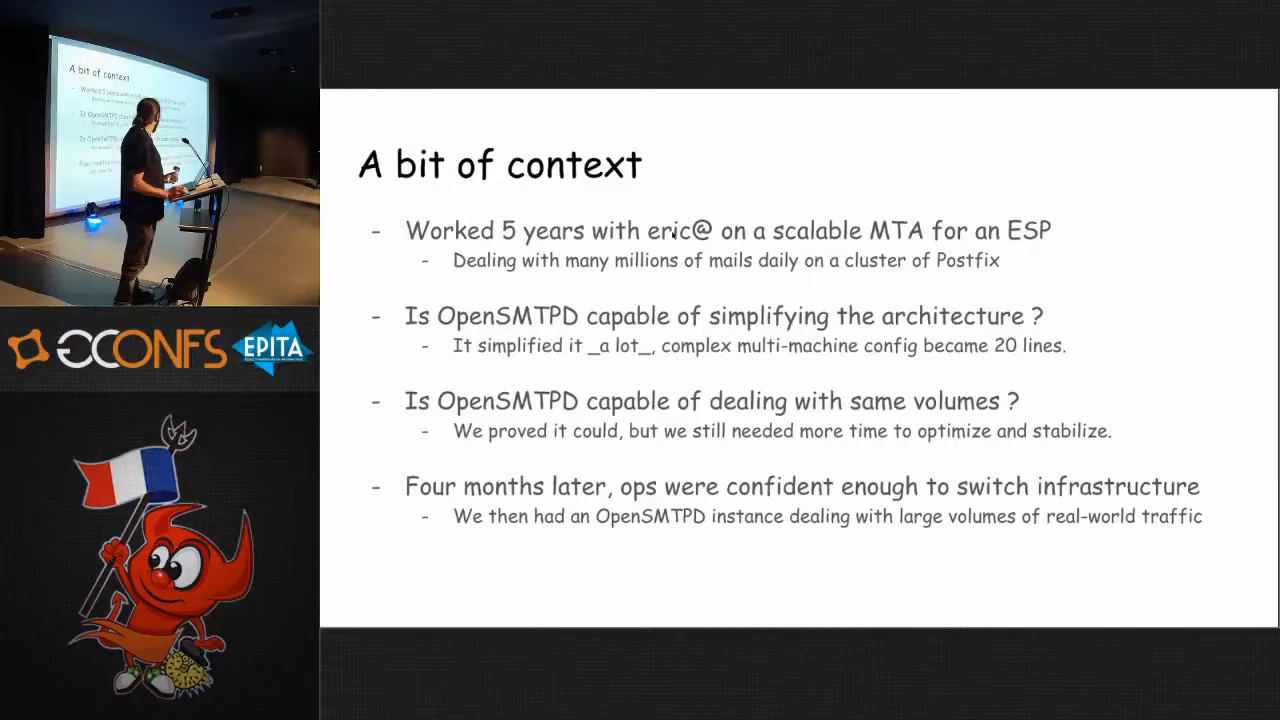 A bit of context
- Worked 5 years with eric@ on a scalable MTA for an ESP
- Dealing with many millions of mails daily on a cluster of Postfix
- Is OpenSMTPD capable of simplifying the architecture ?
- It simplified it _a lot_, complex multi-machine config became 20 lines.
- Is OpenSMTPD capable of dealing with same volumes ?
- We proved it could, but we still needed more time to optimize and stabilize.
- Four months later, ops were confident enough to switch infrastructure
- We then had an OpenSMTPD instance dealing with large volumes of real-world traffic
A bit of context
GCONFS
EPITA